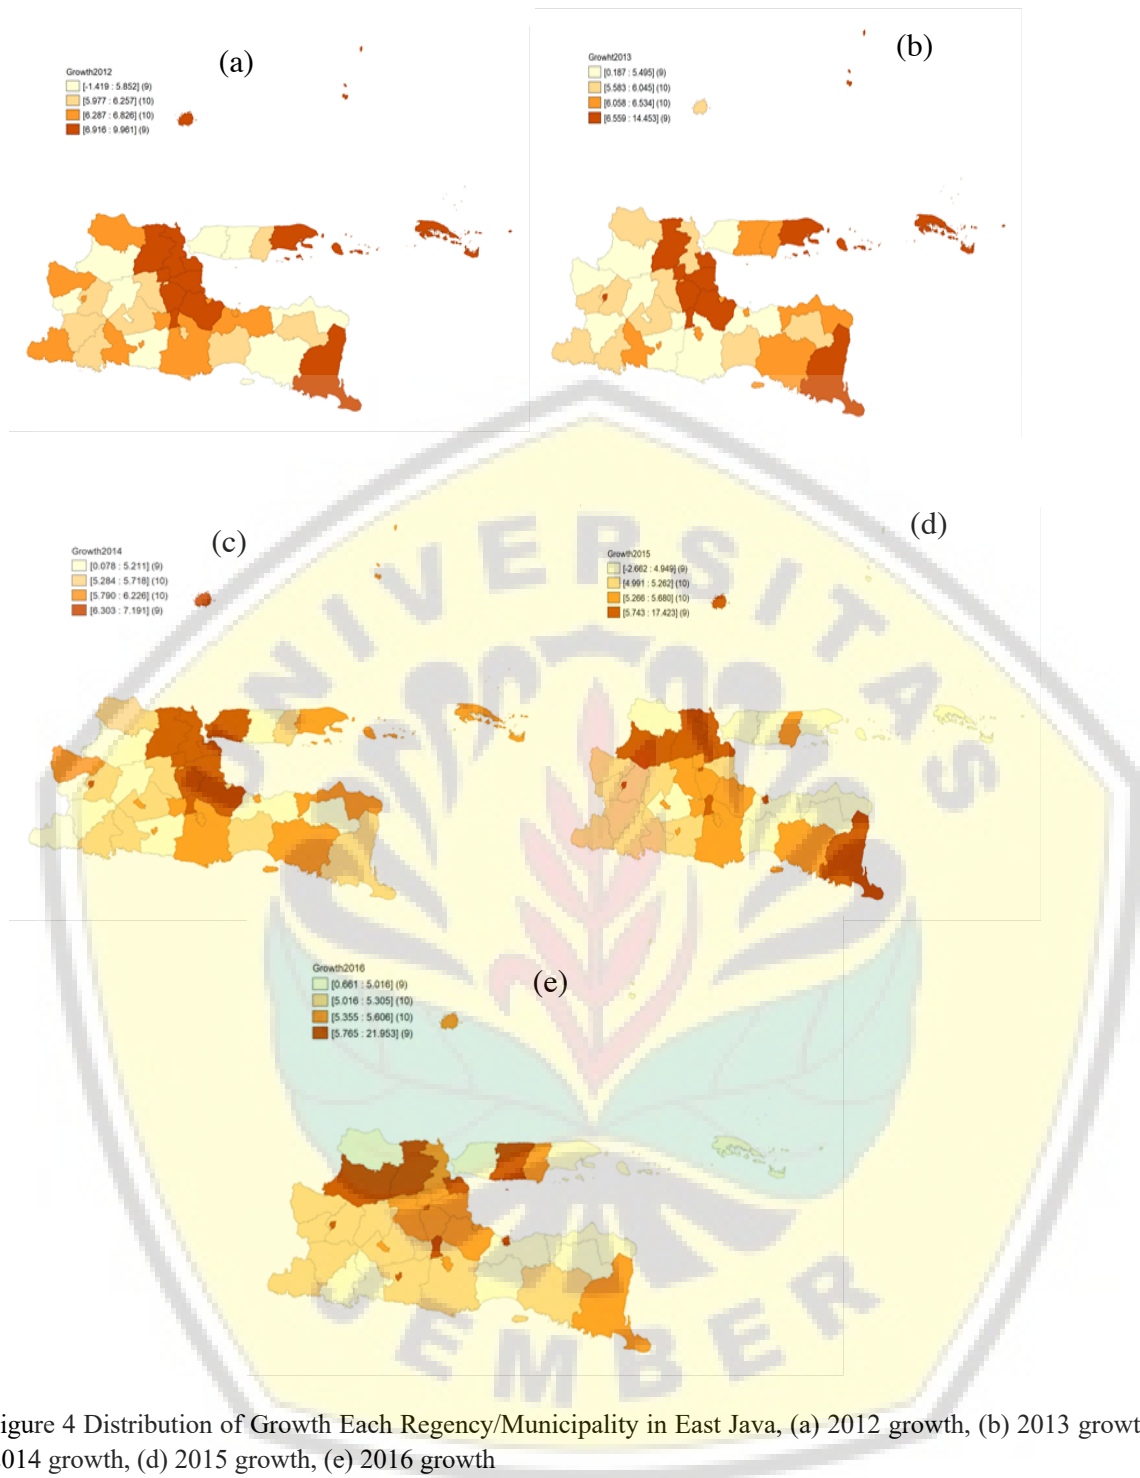 (a)
Growth2012
[-1.419 : 5.852] (9)
[5.977 : 6.257] (10)
[6.287 : 6.826] (10)
[6.916 : 9.961] (9)
(b)
Growht2013
[0.187 : 5.495] (9)
[5.583 : 6.045] (10)
[6.058 : 6.534] (10)
[6.559 : 14.453] (9)
(c)
Growth2014
[0.078 : 5.211] (9)
[5.284 : 5.718] (10)
[5.790 : 6.226] (10)
[6.303 : 7.191] (9)
(d)
Growth2015
[-2.662 : 4.949] (9)
[4.991 : 5.262] (10)
[5.266 : 5.680] (10)
[5.743 : 17.423] (9)
(e)
Growth2016
[0.661 : 5.016] (9)
[5.016 : 5.305] (10)
[5.355 : 5.606] (10)
[5.765 : 21.953] (9)
UNIVERSITAS
JEMBER
igure 4 Distribution of Growth Each Regency/Municipality in East Java, (a) 2012 growth, (b) 2013 growt
014 growth, (d) 2015 growth, (e) 2016 growth